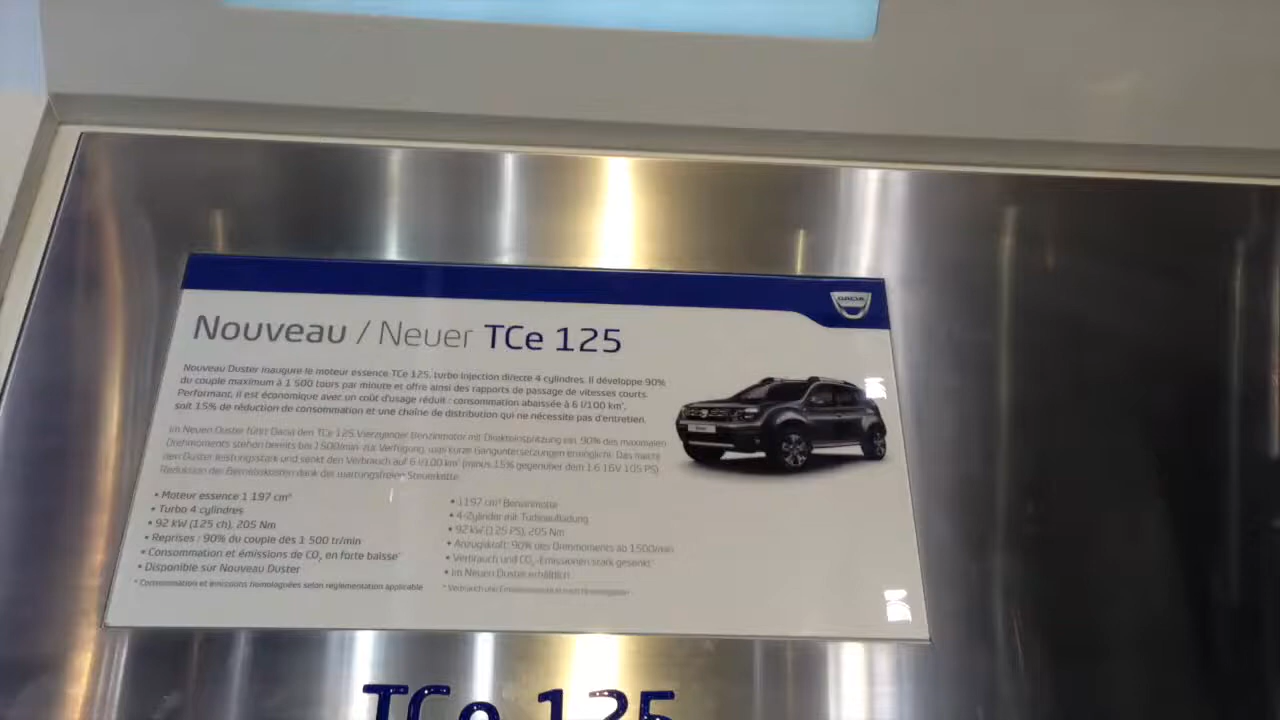 DACIA
Nouveau / Neuer TCe 125
Nouveau Duster inaugure le moteur essence TCe 125, turbo injection directe 4 cylindres. Il développe 90%
du couple maximum à 1 500 tours par minute et offre ainsi des rapports de passage de vitesses courts.
Performant, il est économique avec un coût d'usage réduit : consommation abaissée à 6 l/100 km*,
soit 15% de réduction de consommation et une chaîne de distribution qui ne nécessite pas d'entretien.
Im Neuen Duster führt Dacia den TCe 125 Vierzylinder Benzinmotor mit Direkteinspritzung ein. 90% des maximalen
Drehmoments stehen bereits bei 1 500/min zur Verfügung, was kurze Ganguntersetzungen ermöglicht. Das macht
den Duster leistungsstark und senkt den Verbrauch auf 6 l/100 km* (minus 15% gegenüber dem 1.6 16V 105 PS).
Reduktion der Betriebskosten dank der wartungsfreien Steuerkette.
• Moteur essence 1 197 cm³
• Turbo 4 cylindres
• 92 kW (125 ch), 205 Nm
• Reprises : 90% du couple dès 1 500 tr/min
• Consommation et émissions de CO₂ en forte baisse*
• Disponible sur Nouveau Duster
* Consommation et émissions homologuées selon réglementation applicable
• 1197 cm³ Benzinmotor
• 4-Zylinder mit Turboaufladung
• 92 kW (125 PS), 205 Nm
• Anzugskraft: 90% des Drehmoments ab 1500/min
• Verbrauch und CO₂-Emissionen stark gesenkt*
• Im Neuen Duster erhältlich
* Verbrauch und
TCe 125